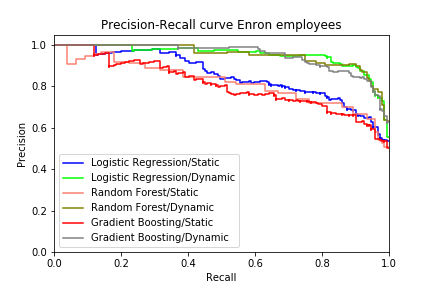 Precision-Recall curve Enron employees
Precision
1.0
0.8
0.6
0.4
0.2
0.0
Logistic Regression/Static
Logistic Regression/Dynamic
Random Forest/Static
Random Forest/Dynamic
Gradient Boosting/Static
Gradient Boosting/Dynamic
0.0 0.2 0.4 0.6 0.8 1.0
Recall